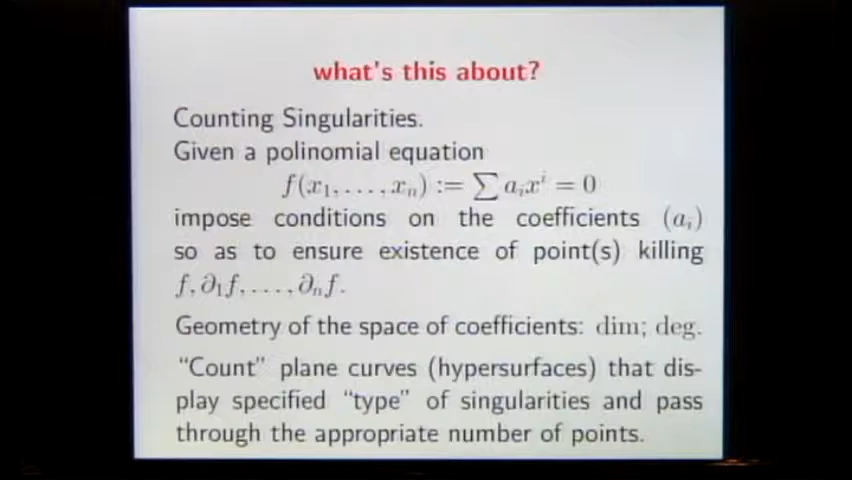 what's this about?
Counting Singularities.
Given a polinomial equation
f(x₁, . . . , xₙ) := ∑ aᵢxⁱ = 0
impose conditions on the coefficients (aᵢ)
so as to ensure existence of point(s) killing
f, ∂₁f, . . . , ∂ₙf.
Geometry of the space of coefficients: dim; deg.
“Count” plane curves (hypersurfaces) that dis-
play specified “type” of singularities and pass
through the appropriate number of points.